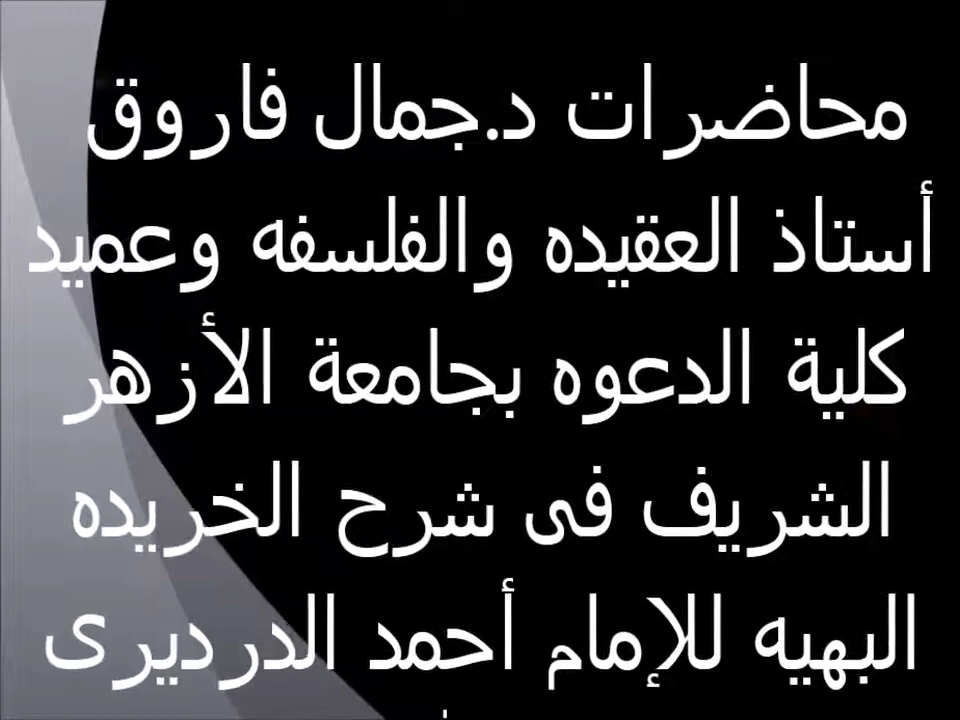 محاضرات د.جمال فاروق
أستاذ العقيده والفلسفه وعميد
كلية الدعوه بجامعة الأزهر
الشريف فى شرح الخريده
البهيه للإمام أحمد الدرديرى